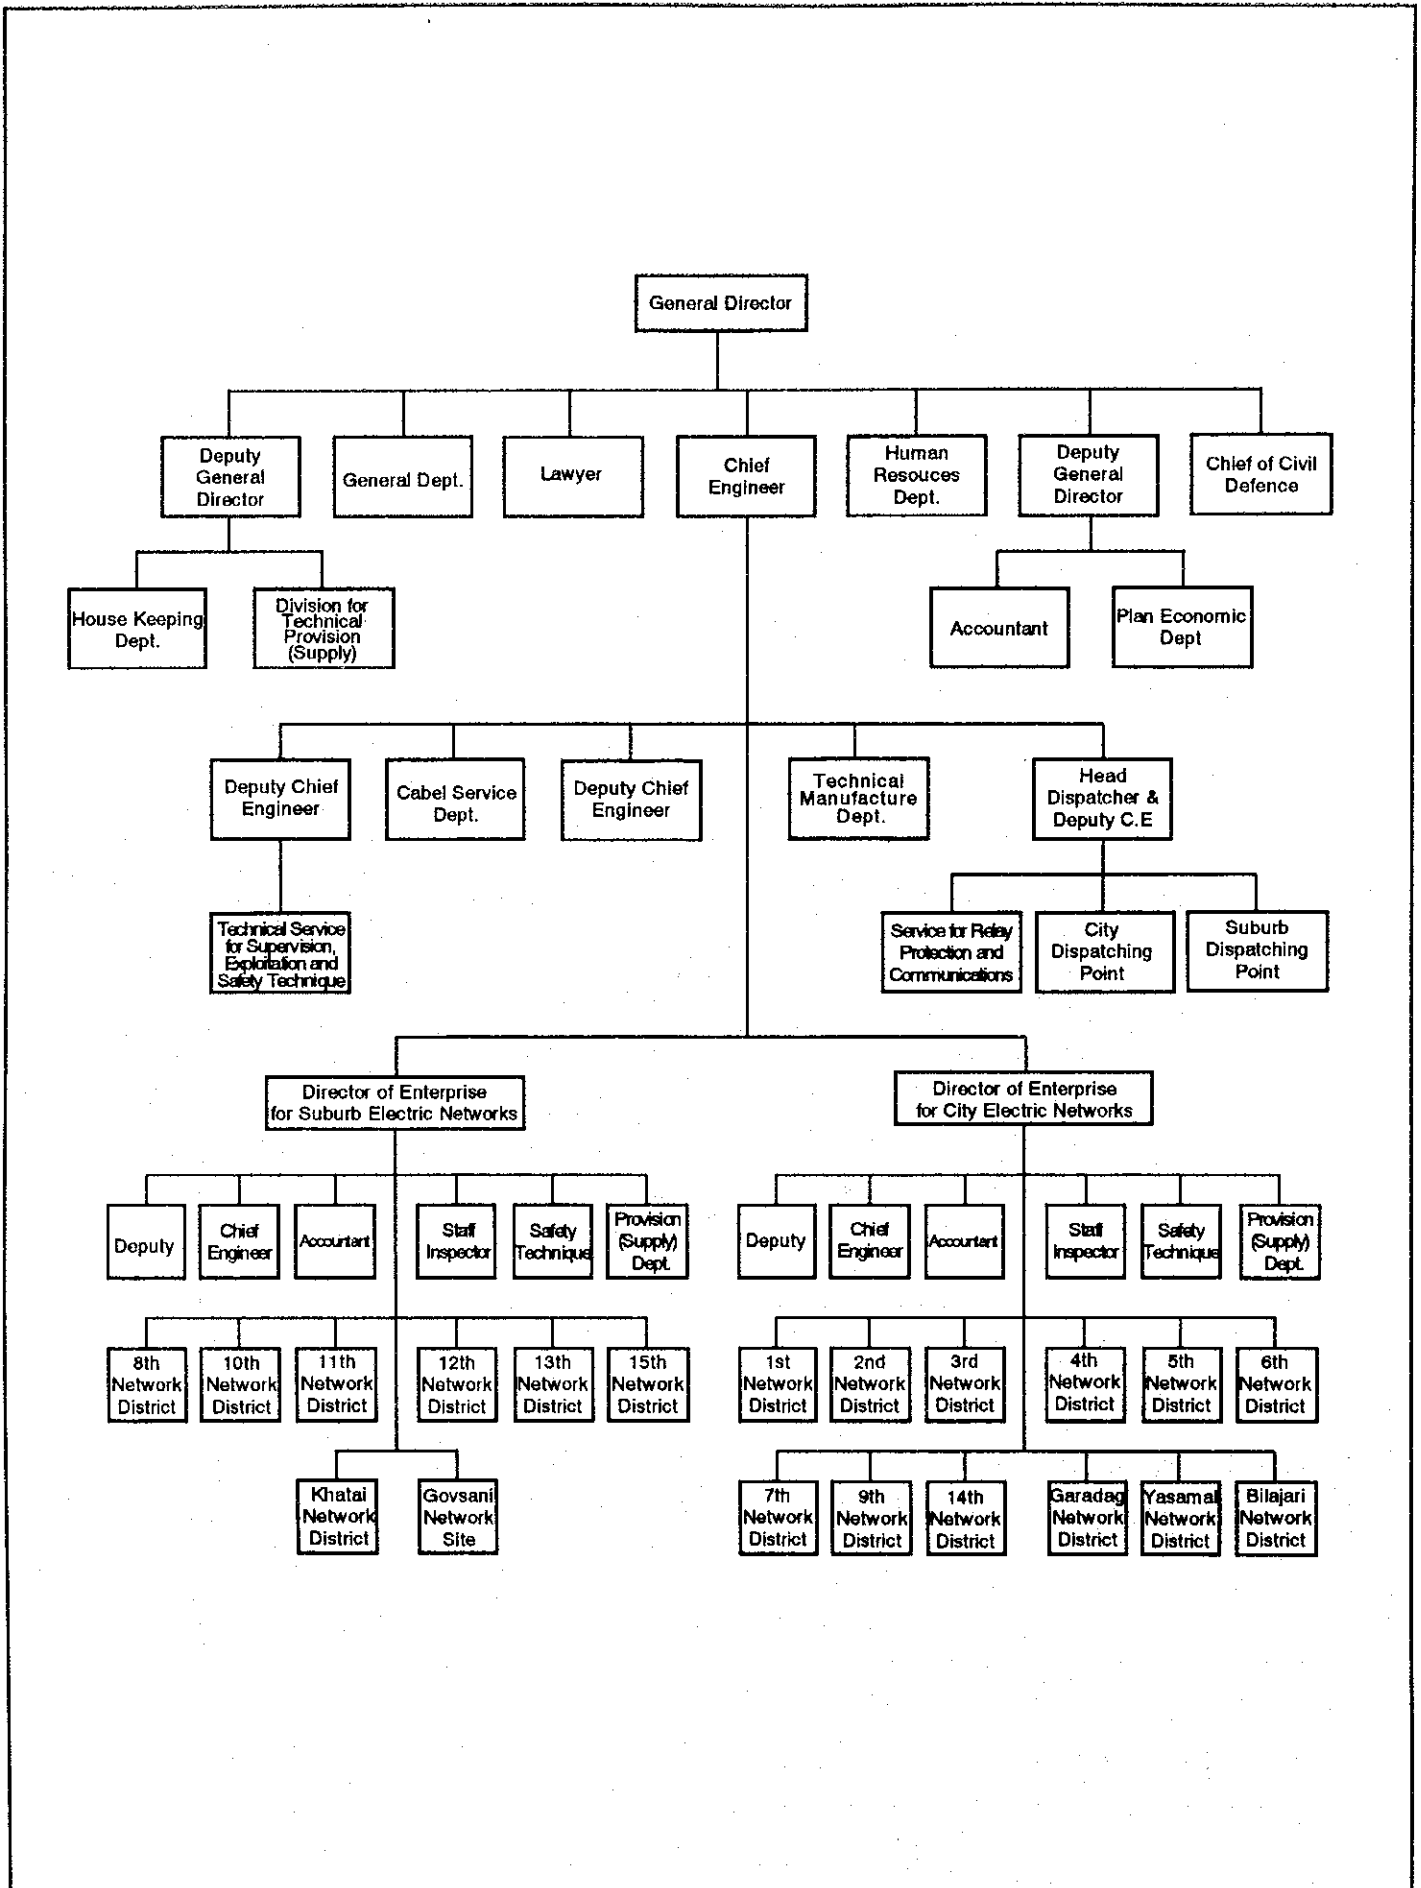 General Director
Deputy
General
Director
General Dept.
Lawyer
Chief
Engineer
Human
Resouces
Dept.
Deputy
General
Director
Chief of Civil
Defence
House Keeping
Dept.
Division for
Technical
Provision
(Supply)
Accountant
Plan Economic
Dept
Deputy Chief
Engineer
Cabel Service
Dept.
Deputy Chief
Engineer
Technical
Manufacture
Dept.
Head
Dispatcher &
Deputy C.E
Technical Service
for Supervision,
Exploitation and
Safety Technique
Service for Relay
Protection and
Communications
City
Dispatching
Point
Suburb
Dispatching
Point
Director of Enterprise
for Suburb Electric Networks
Director of Enterprise
for City Electric Networks
Deputy
Chief
Engineer
Accountant
Staff
Inspector
Safety
Technique
Provision
(Supply)
Dept.
Deputy
Chief
Engineer
Accountant
Staff
Inspector
Safety
Technique
Provision
(Supply)
Dept.
8th
Network
District
10th
Network
District
11th
Network
District
12th
Network
District
13th
Network
District
15th
Network
District
1st
Network
District
2nd
Network
District
3rd
Network
District
4th
Network
District
5th
Network
District
6th
Network
District
Khatai
Network
District
Govsani
Network
Site
7th
Network
District
9th
Network
District
14th
Network
District
Garadag
Network
District
Yasamal
Network
District
Bilajari
Network
District